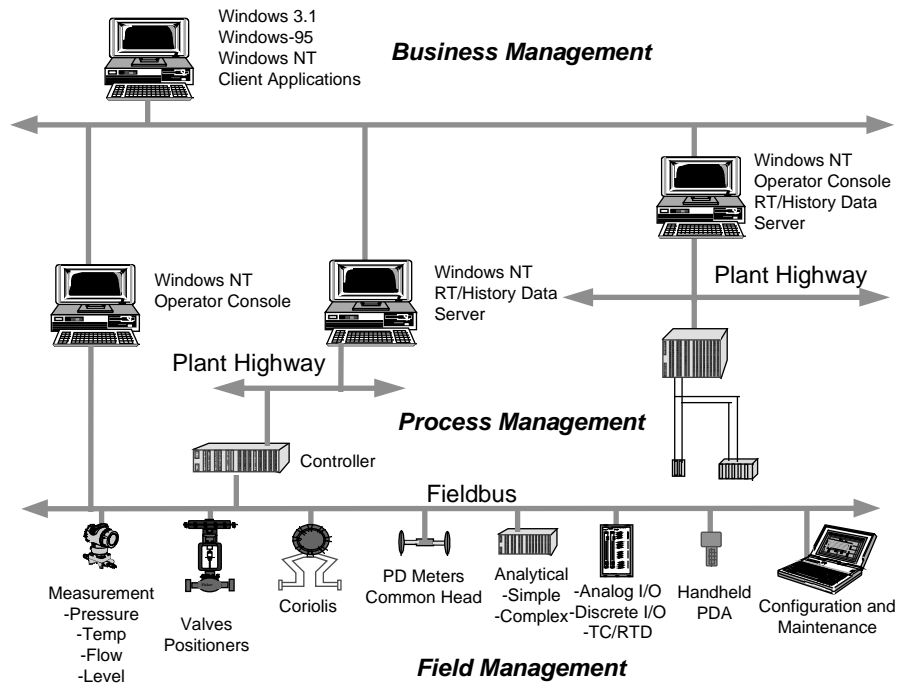 Windows 3.1
Windows-95
Windows NT
Client Applications
Business Management
Windows NT
Operator Console
RT/History Data
Server
Windows NT
Operator Console
Windows NT
RT/History Data
Server
Plant Highway
Plant Highway
Process Management
Controller
Fieldbus
Measurement
-Pressure
-Temp
-Flow
-Level
Valves
Positioners
Coriolis
PD Meters
Common Head
Analytical
-Simple
-Complex
-Analog I/O
-Discrete I/O
-TC/RTD
Handheld
PDA
Configuration and
Maintenance
Field Management